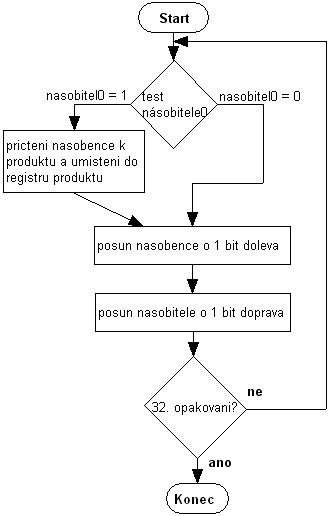 Start
nasobitel0 = 1
test
násobitele0
nasobitel0 = 0
pricteni nasobence k
produktu a umisteni do
registru produktu
posun nasobence o 1 bit doleva
posun nasobitele o 1 bit doprava
32. opakovani?
ne
ano
Konec